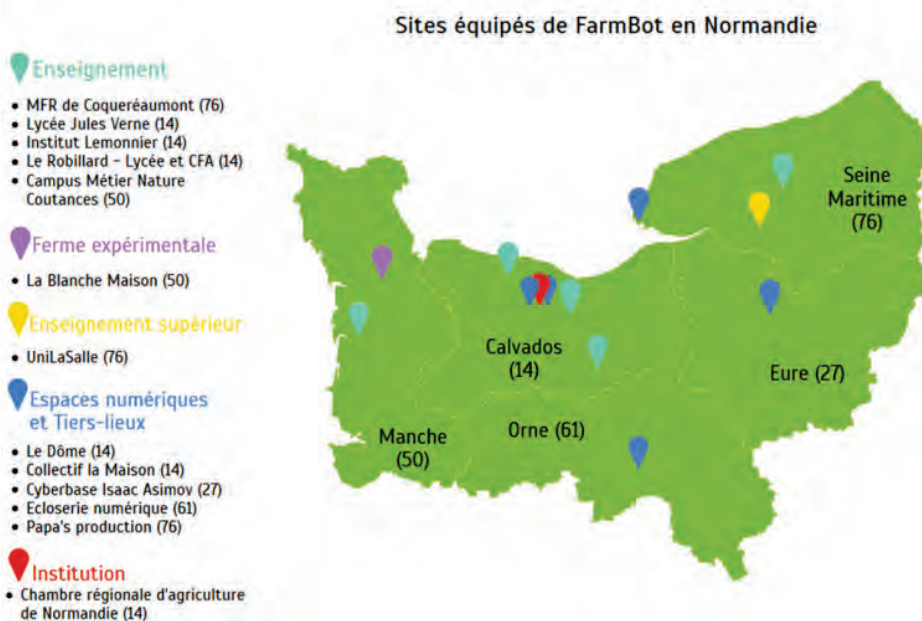 Sites équipés de FarmBot en Normandie
Enseignement
• MFR de Coqueréaumont (76)
• Lycée Jules Verne (14)
• Institut Lemonnier (14)
• Le Robillard - Lycée et CFA (14)
• Campus Métier Nature
Coutances (50)
Ferme expérimentale
• La Blanche Maison (50)
Enseignement supérieur
• UniLaSalle (76)
Espaces numériques
et Tiers-lieux
• Le Dôme (14)
• Collectif la Maison (14)
• Cyberbase Isaac Asimov (27)
• Ecloserie numérique (61)
• Papa's production (76)
Institution
• Chambre régionale d'agriculture
de Normandie (14)
Seine
Maritime
(76)
Calvados
(14)
Eure (27)
Manche
(50)
Orne (61)